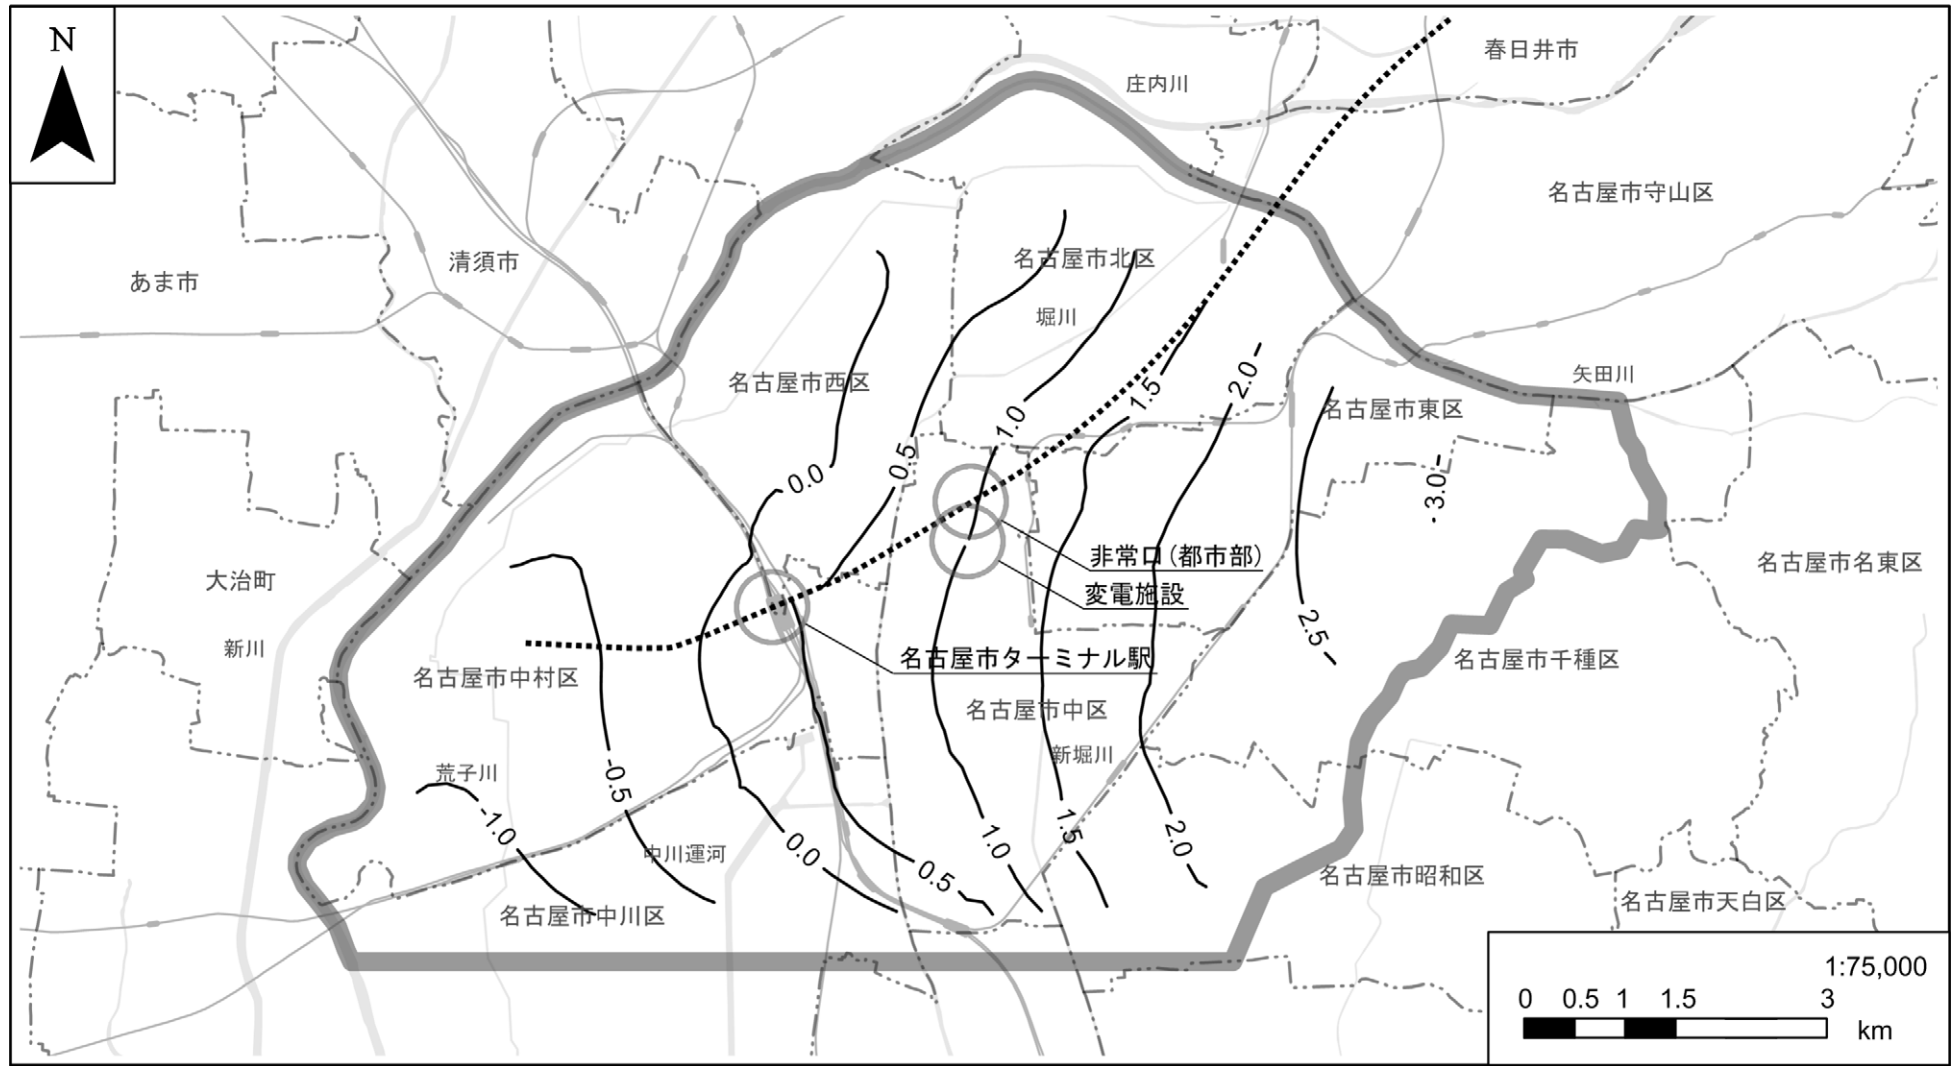 N
春日井市
庄内川
名古屋市守山区
あま市
清須市
名古屋市北区
堀川
名古屋市西区
矢田川
名古屋市東区
2.0
1.5
1.0
0.5
0.0
3.0
非常口（都市部）
変電施設
名古屋市名東区
大治町
新川
2.5
名古屋市ターミナル駅
名古屋市千種区
名古屋市中村区
名古屋市中区
新堀川
荒子川
-0.5
-1.0
中川運河
0.0
0.5
1.0
1.5
2.0
名古屋市昭和区
名古屋市天白区
名古屋市中川区
1:75,000
0 0.5 1 1.5 3
km